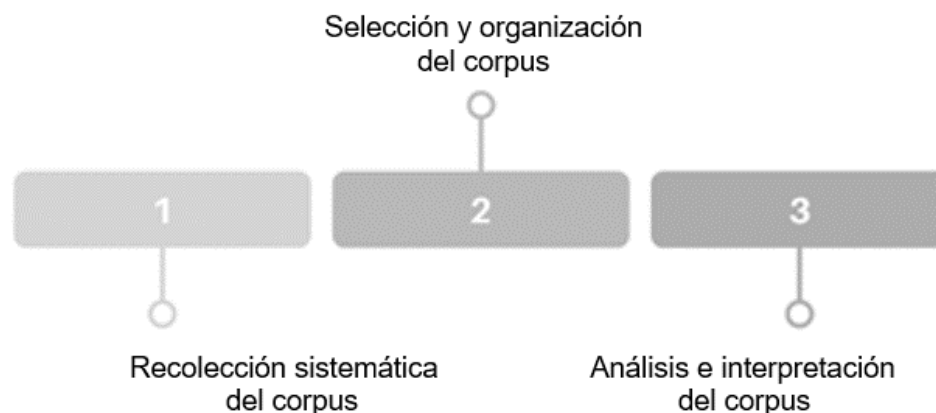 Selección y organización
del corpus
1
2
3
Recolección sistemática
del corpus
Análisis e interpretación
del corpus